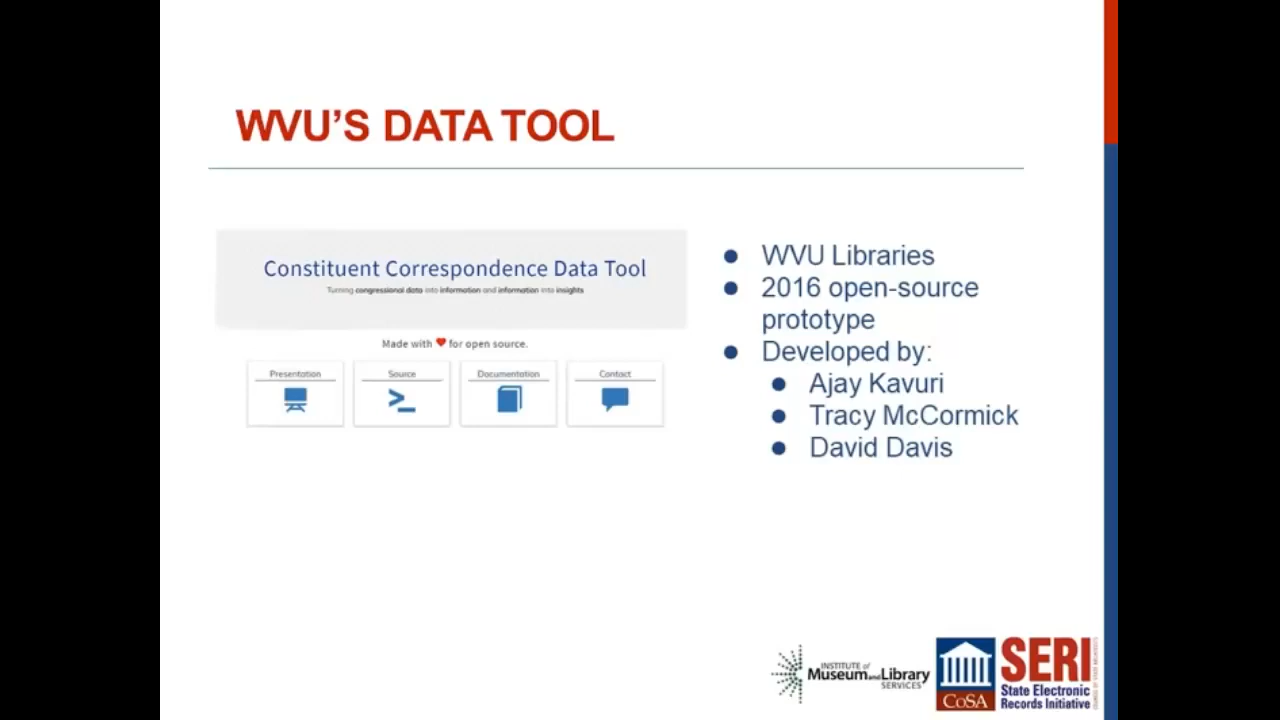 WVU'S DATA TOOL
Constituent Correspondence Data Tool
Turning congressional data into information and information into insights
Made with ❤ for open source.
Presentation
Source
Documentation
Contact
● WVU Libraries
● 2016 open-source
prototype
● Developed by:
● Ajay Kavuri
● Tracy McCormick
● David Davis
INSTITUTE of
Museum and Library
SERVICES
CoSA
SERI
State Electronic
Records Initiative